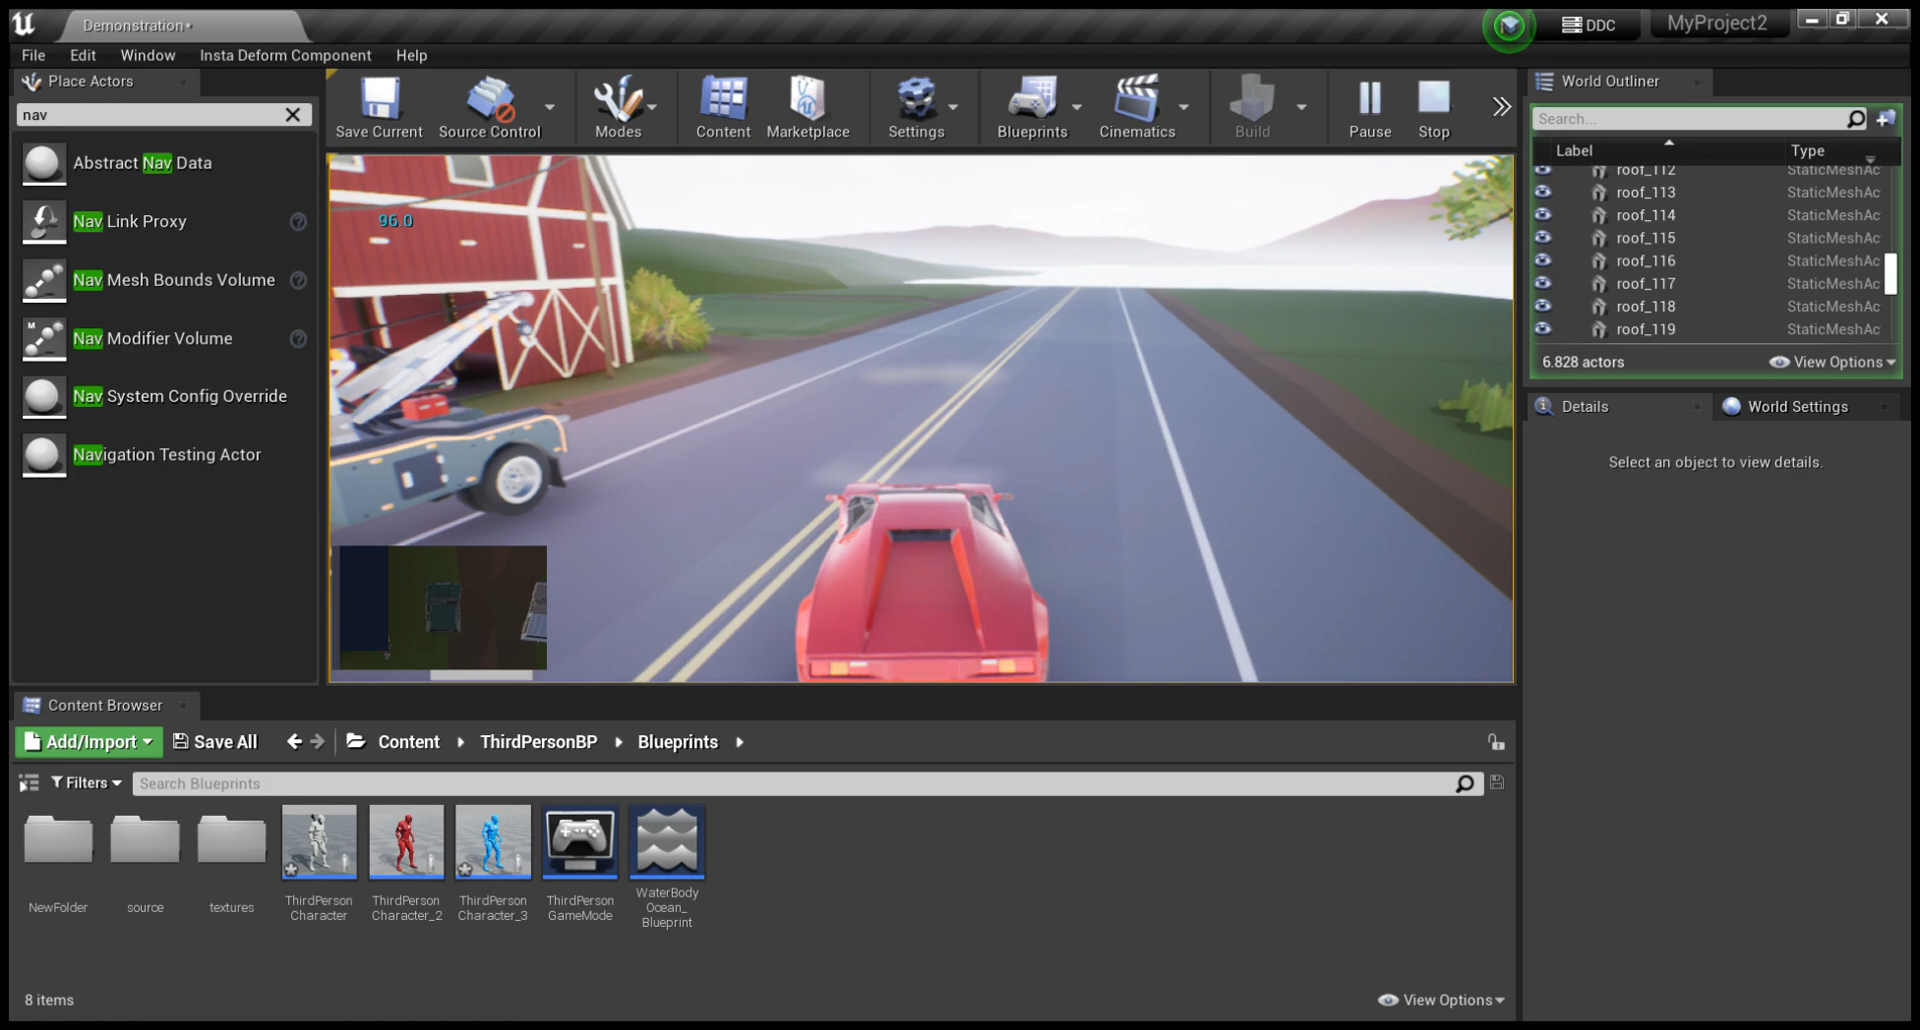 Demonstration•
DDC
MyProject2
File Edit Window Insta Deform Component Help
Place Actors
nav
Abstract Nav Data
Nav Link Proxy
Nav Mesh Bounds Volume
Nav Modifier Volume
Nav System Config Override
Navigation Testing Actor
Save Current Source Control Modes Content Marketplace Settings Blueprints Cinematics Build Pause Stop
96.0
World Outliner
Search...
Label Type
roof_112 StaticMeshAc
roof_113 StaticMeshAc
roof_114 StaticMeshAc
roof_115 StaticMeshAc
roof_116 StaticMeshAc
roof_117 StaticMeshAc
roof_118 StaticMeshAc
roof_119 StaticMeshAc
6.828 actors View Options
Details World Settings
Select an object to view details.
Content Browser
Add/Import Save All Content ThirdPersonBP Blueprints
Filters Search Blueprints
NewFolder
source
textures
ThirdPerson
Character
ThirdPerson
Character_2
ThirdPerson
Character_3
ThirdPerson
GameMode
WaterBody
Ocean_
Blueprint
8 items View Options